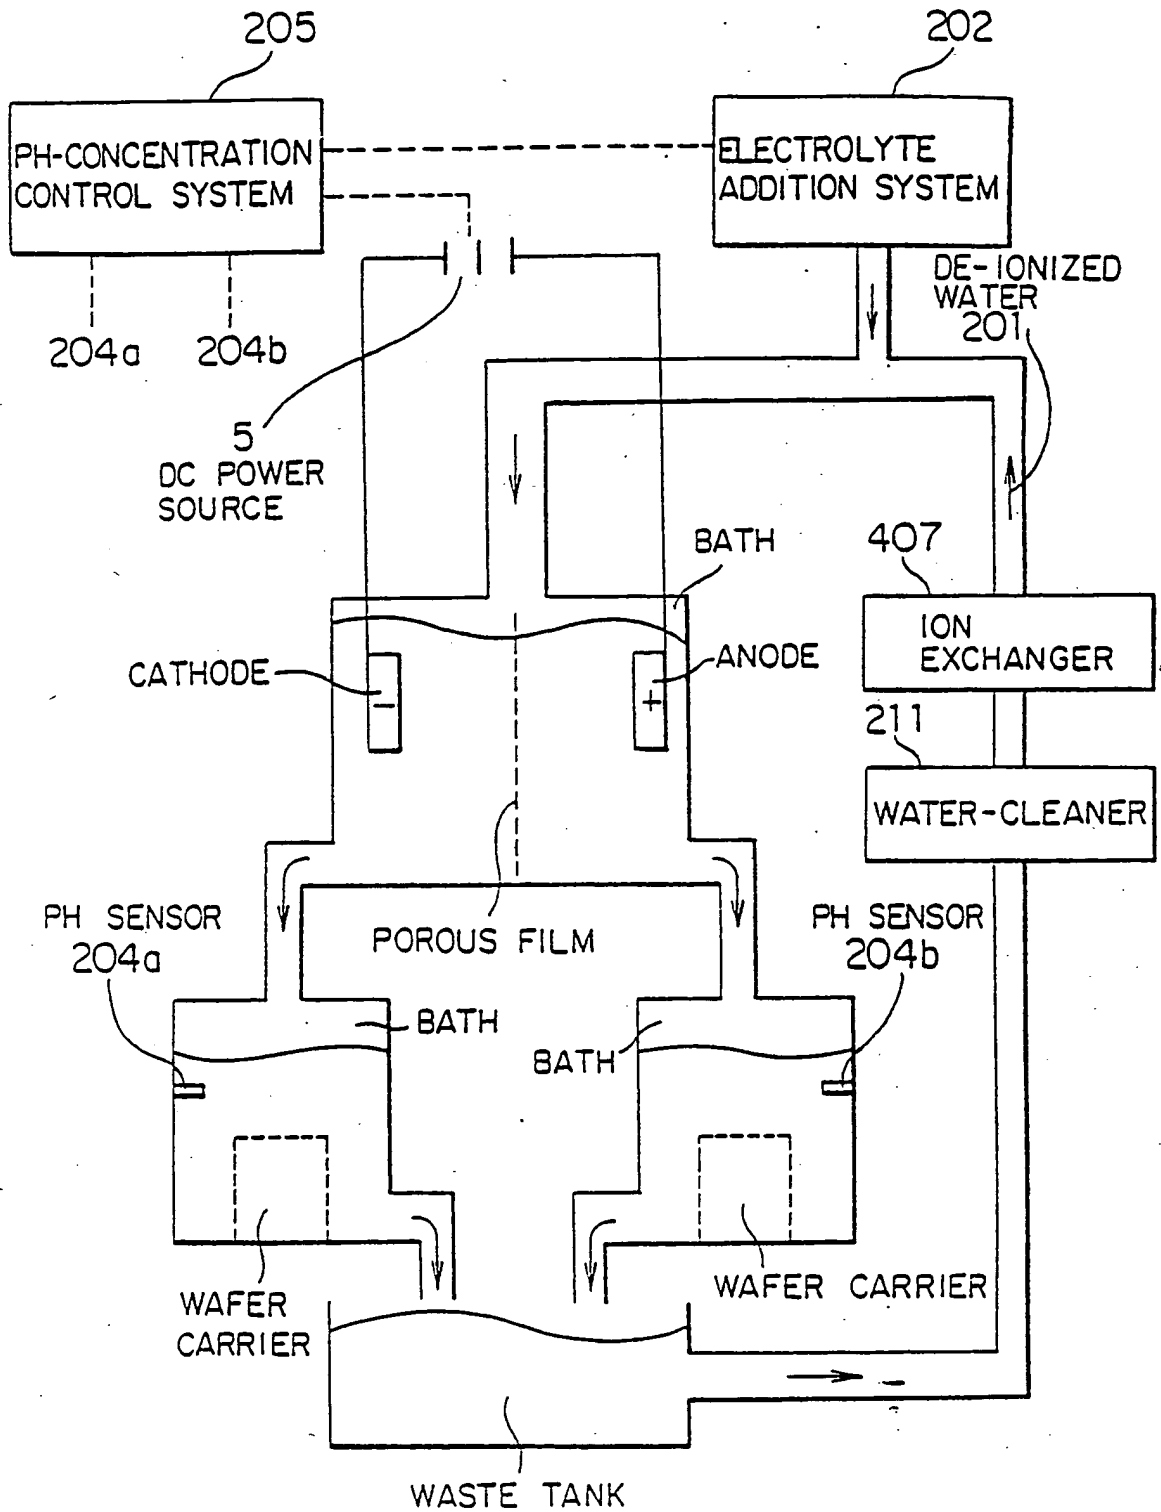 205
202
PH-CONCENTRATION
CONTROL SYSTEM
ELECTROLYTE
ADDITION SYSTEM
DE-IONIZED
WATER
201
204a
204b
5
DC POWER
SOURCE
BATH
407
ION
EXCHANGER
CATHODE
ANODE
-
+
211
WATER-CLEANER
PH SENSOR
204a
POROUS FILM
PH SENSOR
204b
BATH
BATH
WAFER
CARRIER
WAFER CARRIER
WASTE TANK